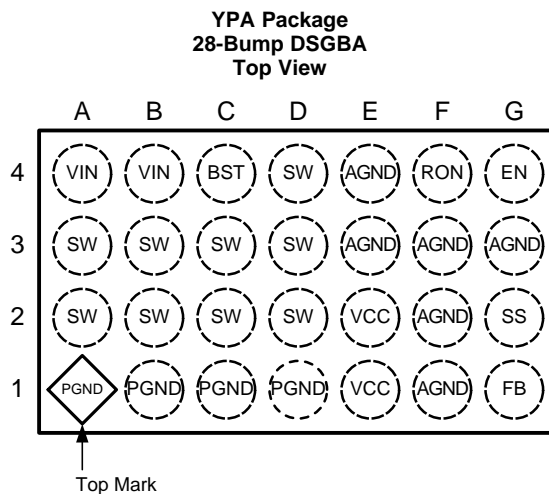 YPA Package
28-Bump DSGBA
Top View
A B C D E F G
4 VIN VIN BST SW AGND RON EN
3 SW SW SW SW AGND AGND AGND
2 SW SW SW SW VCC AGND SS
1 PGND PGND PGND PGND VCC AGND FB
Top Mark